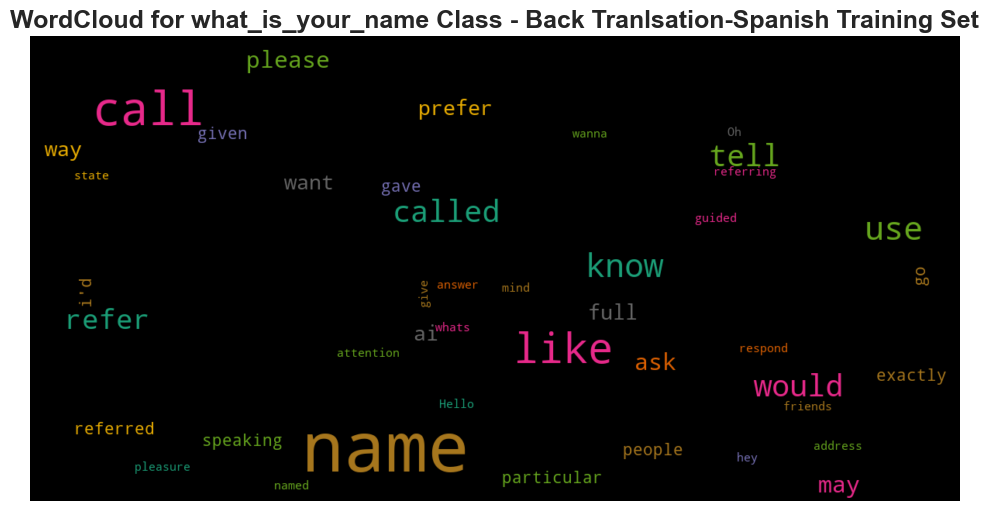 WordCloud for what_is_your_name Class - Back Tranlsation-Spanish Training Set
please
call
prefer
given
wanna
Oh
way
tell
state
referring
want
gave
called
guided
use
know
go
i'd
give
answer
mind
refer
full
ai
whats
like
attention
ask
respond
exactly
would
Hello
friends
referred
speaking
name
people
address
pleasure
hey
particular
named
may